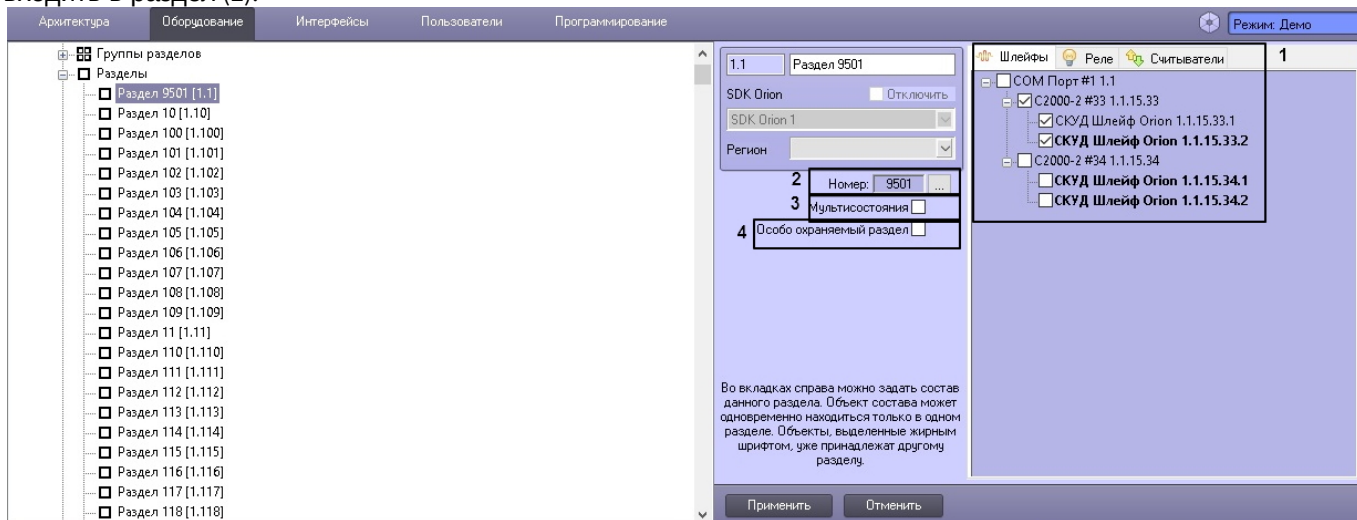 входить в раздел (2).
Архитектура Оборудование Интерфейсы Пользователи Программирование Режим: Демо
Группы разделов
Разделы
Раздел 9501 [1.1]
Раздел 10 [1.10]
Раздел 100 [1.100]
Раздел 101 [1.101]
Раздел 102 [1.102]
Раздел 103 [1.103]
Раздел 104 [1.104]
Раздел 105 [1.105]
Раздел 106 [1.106]
Раздел 107 [1.107]
Раздел 108 [1.108]
Раздел 109 [1.109]
Раздел 11 [1.11]
Раздел 110 [1.110]
Раздел 111 [1.111]
Раздел 112 [1.112]
Раздел 113 [1.113]
Раздел 114 [1.114]
Раздел 115 [1.115]
Раздел 116 [1.116]
Раздел 117 [1.117]
Раздел 118 [1.118]
1.1 Раздел 9501
SDK Orion Отключить
SDK Orion 1
Регион
2 Номер: 9501 ...
3 Мультисостояния
4 Особо охраняемый раздел
Во вкладках справа можно задать состав
данного раздела. Объект состава может
одновременно находиться только в одном
разделе. Объекты, выделенные жирным
шрифтом, уже принадлежат другому
разделу.
Применить Отменить
Шлейфы Реле Считыватели 1
COM Порт #1 1.1
С2000-2 #33 1.1.15.33
СКУД Шлейф Orion 1.1.15.33.1
СКУД Шлейф Orion 1.1.15.33.2
С2000-2 #34 1.1.15.34
СКУД Шлейф Orion 1.1.15.34.1
СКУД Шлейф Orion 1.1.15.34.2